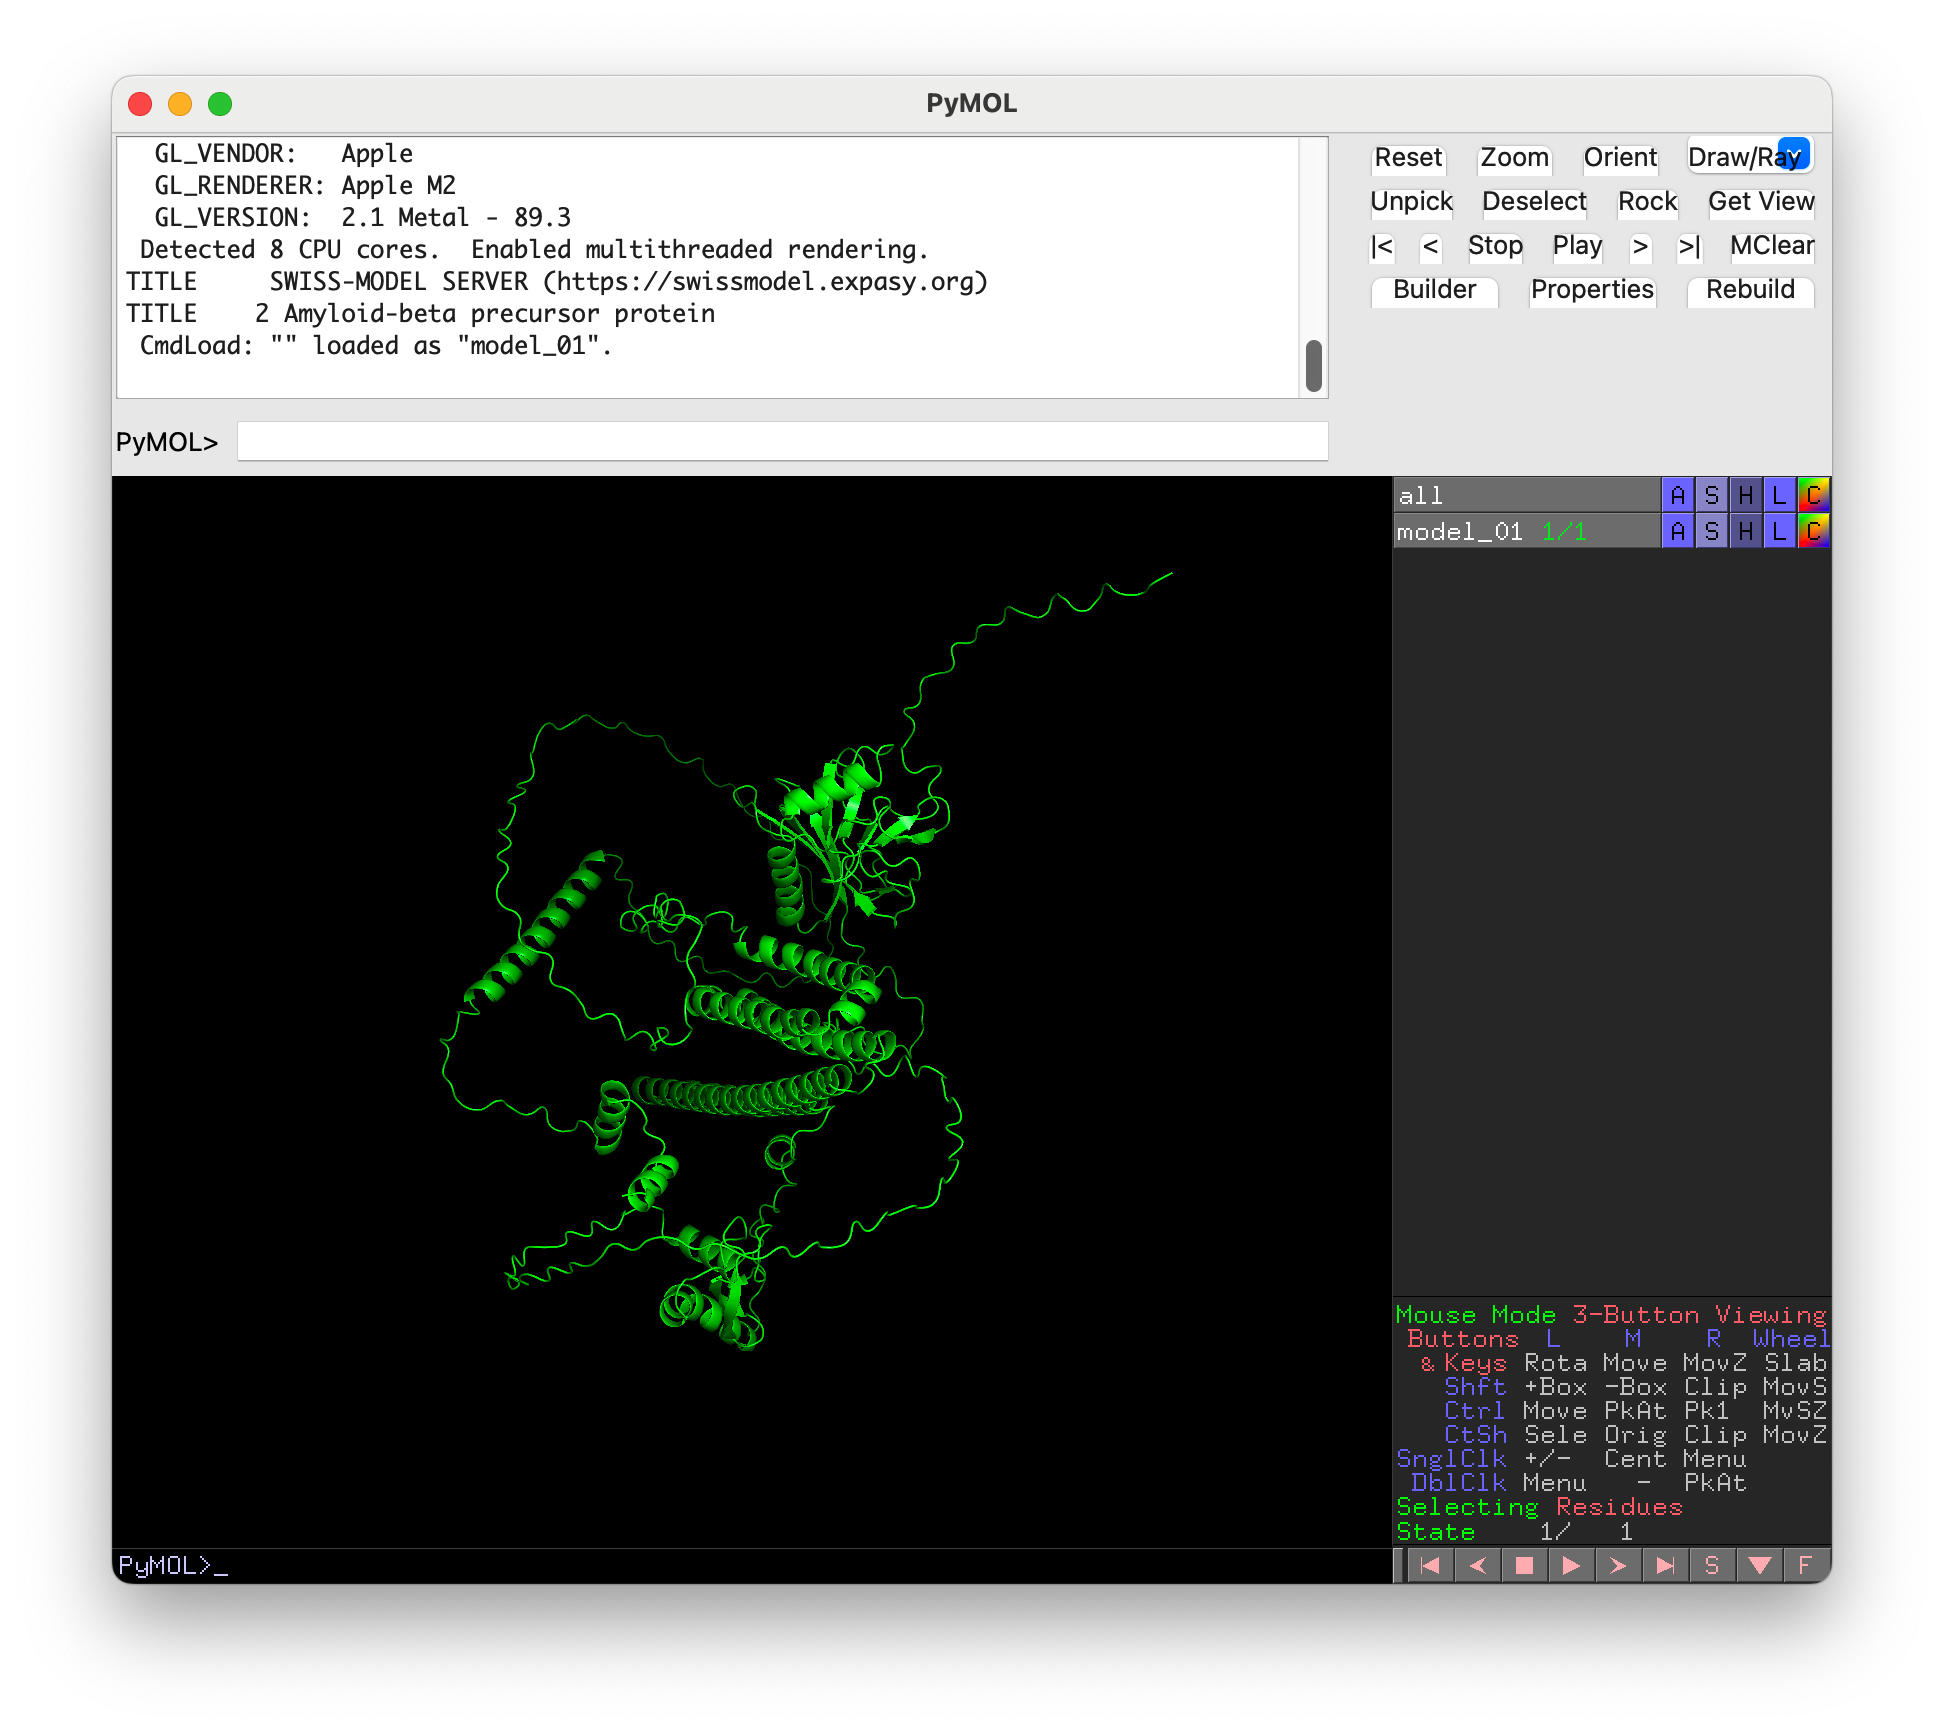 PyMOL
GL_VENDOR:   Apple
GL_RENDERER: Apple M2
GL_VERSION:  2.1 Metal - 89.3
Detected 8 CPU cores.  Enabled multithreaded rendering.
TITLE     SWISS-MODEL SERVER (https://swissmodel.expasy.org)
TITLE    2 Amyloid-beta precursor protein
CmdLoad: "" loaded as "model_01".
PyMOL>
Reset Zoom Orient Draw/Ray
Unpick Deselect Rock Get View
|< < Stop Play > >| MClear
Builder Properties Rebuild
all A S H L C
model_01 1/1 A S H L C
Mouse Mode 3-Button Viewing
Buttons L M R Wheel
& Keys Rota Move MovZ Slab
Shft +Box -Box Clip MovS
Ctrl Move PkAt Pk1 MvSZ
CtSh Sele Orig Clip MovZ
SnglClk +/- Cent Menu
DblClk Menu - PkAt
Selecting Residues
State 1/ 1
PyMOL>_
S F